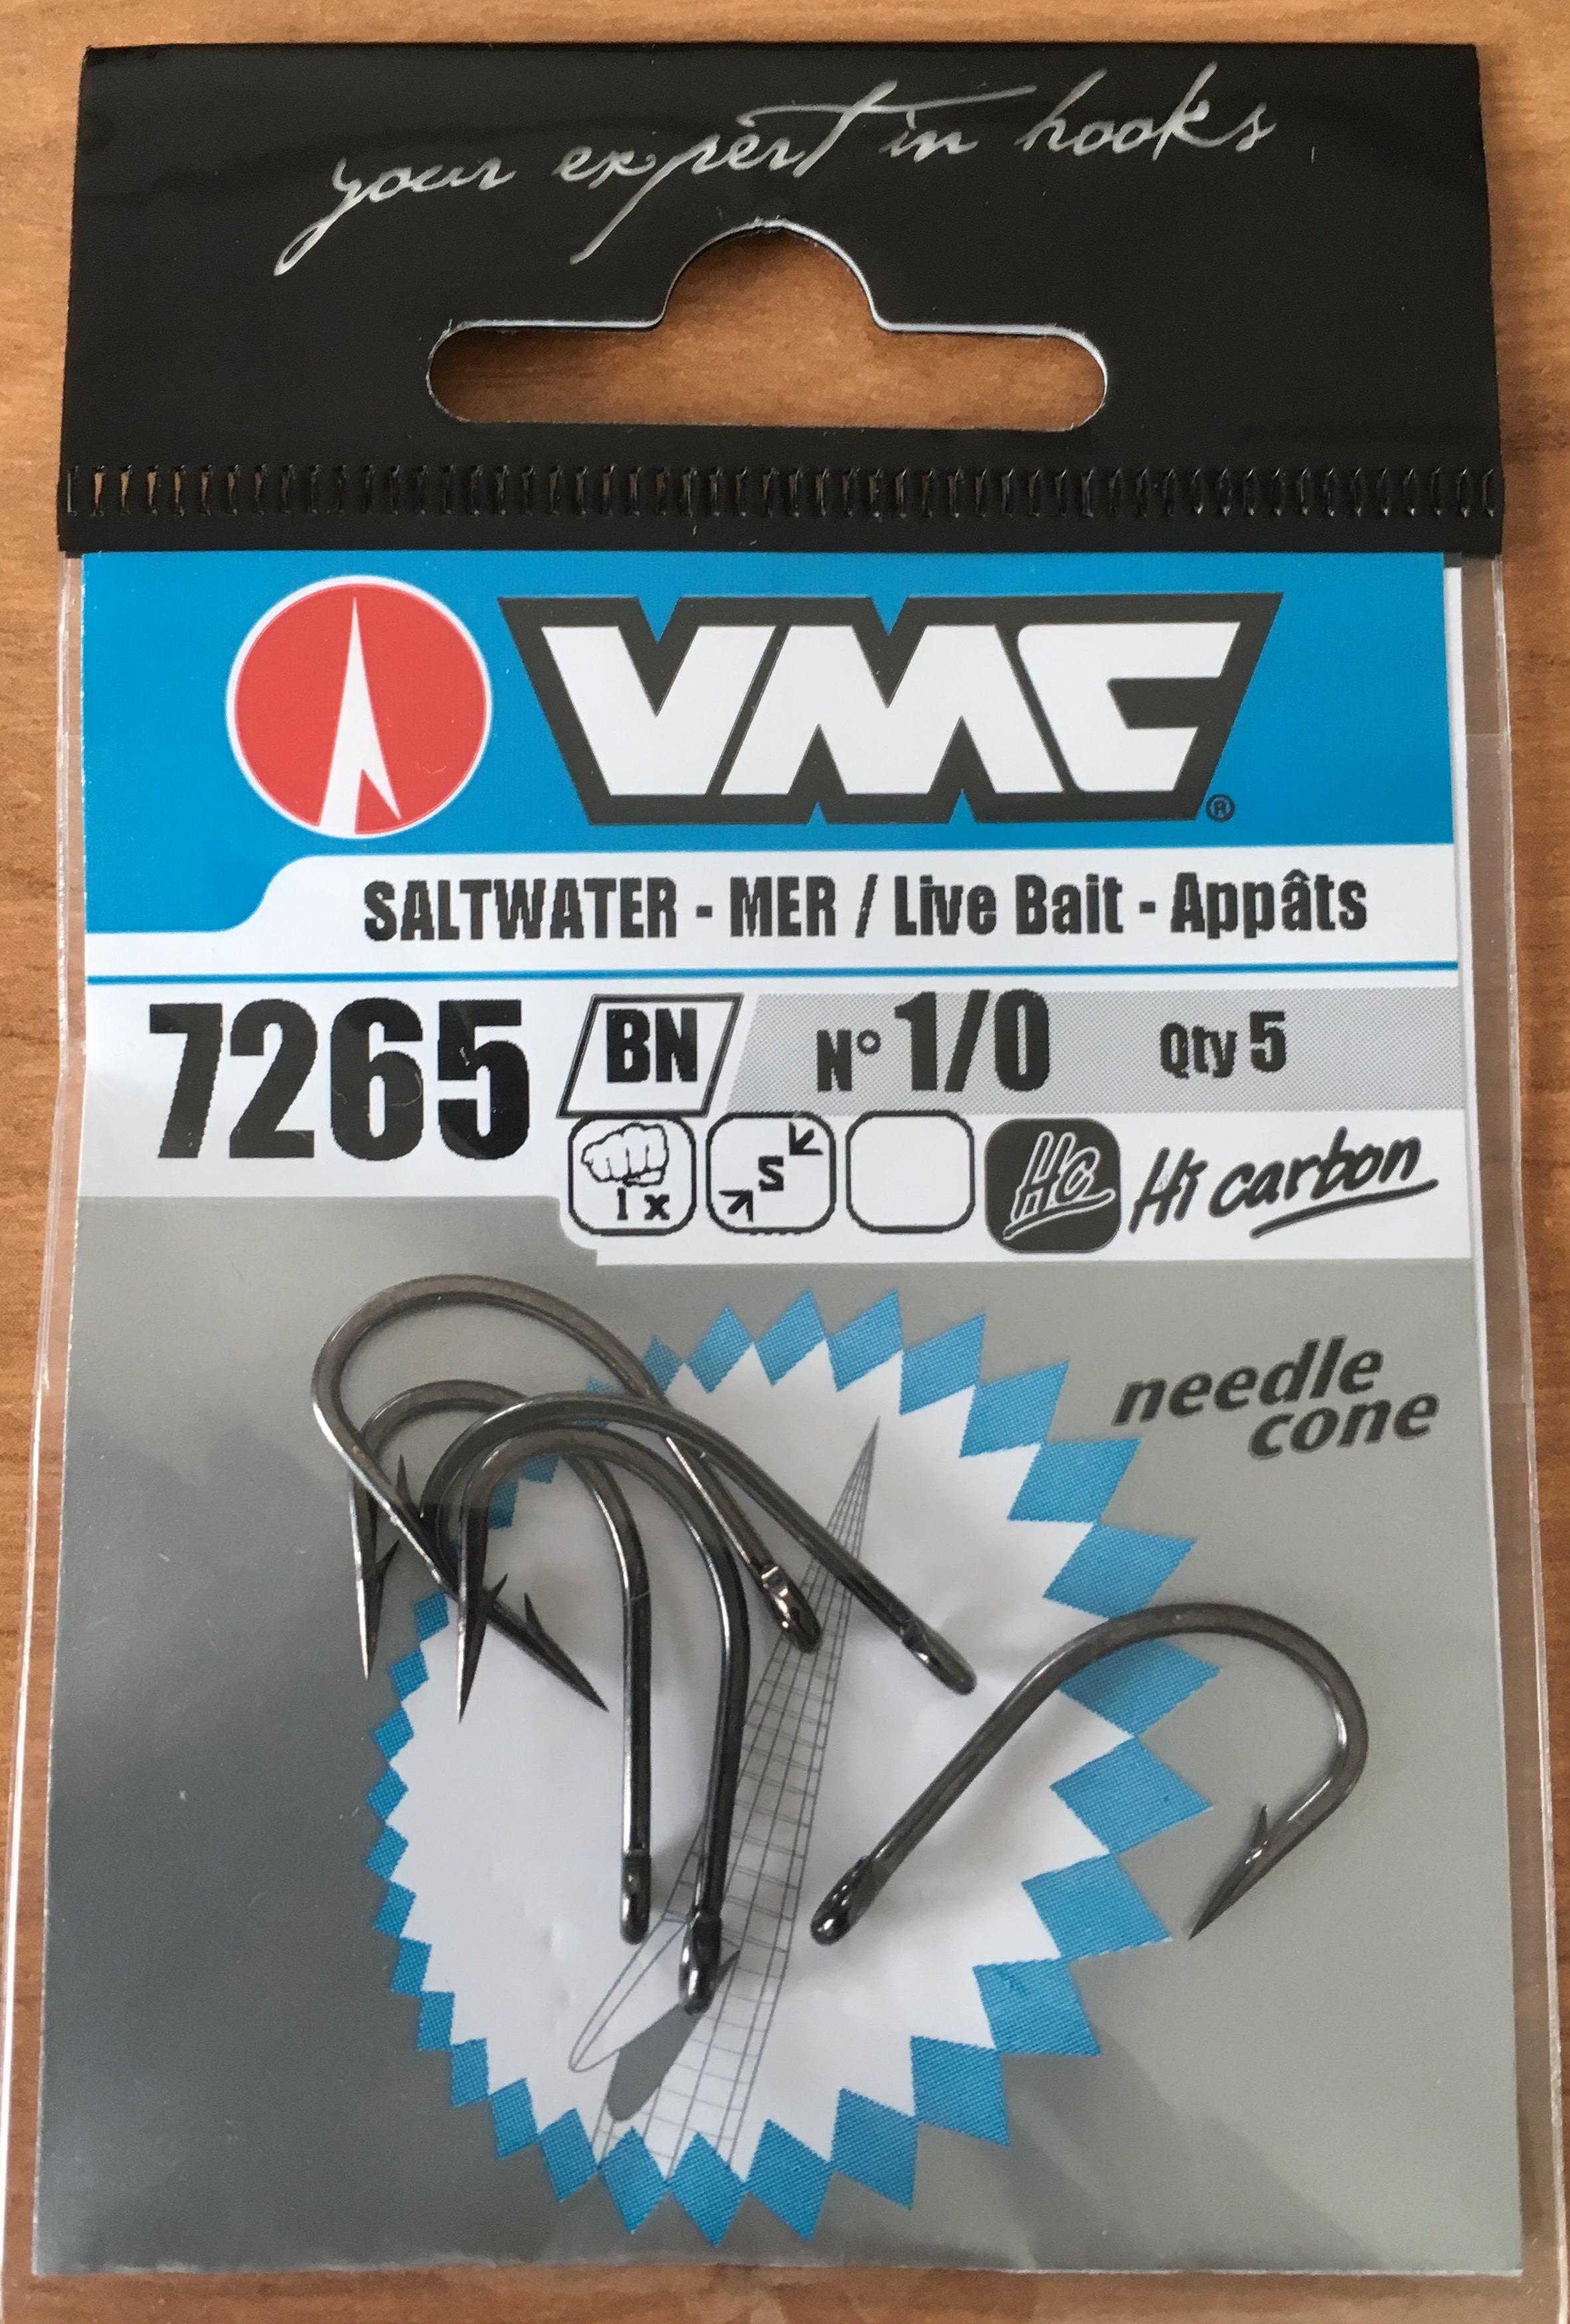 your expert in hooks
VMC®
SALTWATER - MER / Live Bait - Appâts
7265 BN N° 1/0 Qty 5
1x S HC Hi carbon
needle
cone